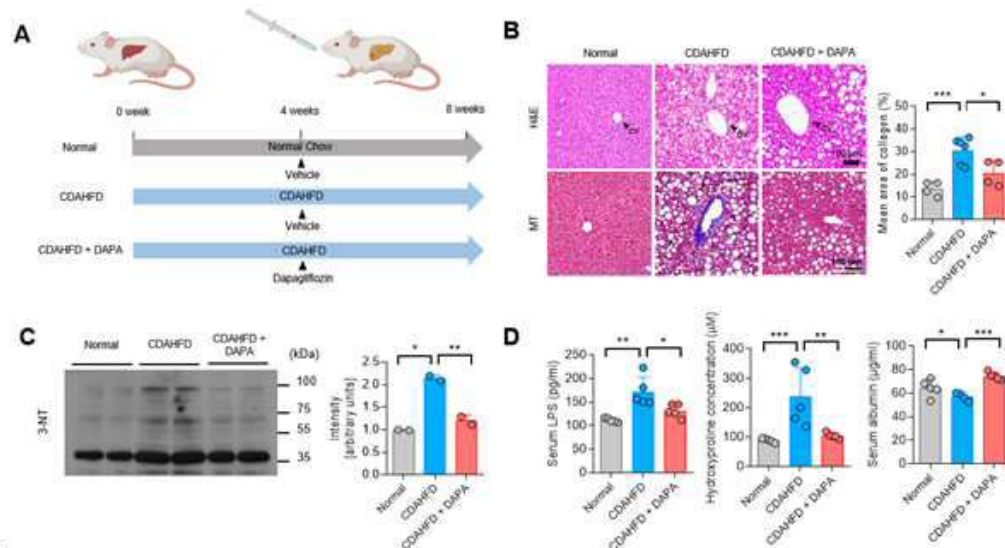 A
0 week
4 weeks
8 weeks
Normal
Normal Chow
Vehicle
CDAHFD
CDAHFD
Vehicle
CDAHFD + DAPA
CDAHFD
Dapagliflozin
B
Normal
CDAHFD
CDAHFD + DAPA
H&E
CV
CV
CV
MT
Mean area of collagen (%)
50
40
30
20
10
0
***
*
Normal
CDAHFD
CDAHFD + DAPA
C
Normal
CDAHFD
CDAHFD +
DAPA
(kDa)
100
65
55
35
3-NT
Intensity
[arbitrary units]
2.5
2.0
1.5
1.0
0.5
0.0
*
**
Normal
CDAHFD
CDAHFD + DAPA
D
Serum LPS (pg/ml)
250
200
150
100
50
0
**
*
Normal
CDAHFD
CDAHFD + DAPA
Hydroxyproline concentration (μM)
400
300
200
100
0
***
**
Normal
CDAHFD
CDAHFD + DAPA
Serum albumin (μg/ml)
100
80
60
40
20
0
*
***
Normal
CDAHFD
CDAHFD + DAPA